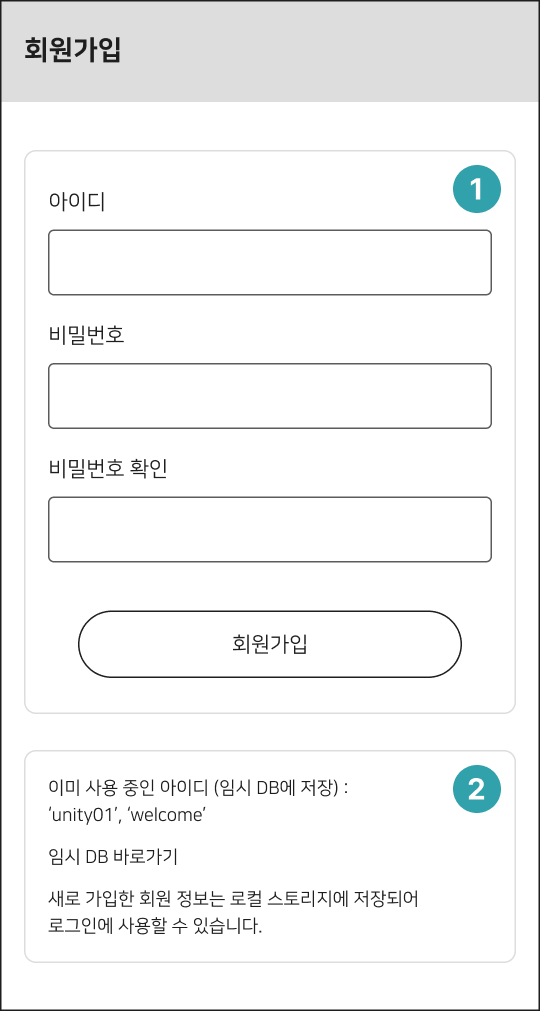 회원가입
1
아이디
비밀번호
비밀번호 확인
회원가입
2
이미 사용 중인 아이디 (임시 DB에 저장) :
‘unity01’, ‘welcome’
임시 DB 바로가기
새로 가입한 회원 정보는 로컬 스토리지에 저장되어
로그인에 사용할 수 있습니다.